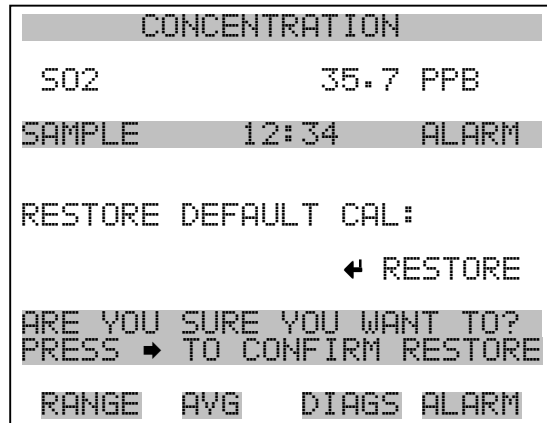 CONCENTRATION
SO2 35.7 PPB
SAMPLE 12:34 ALARM
RESTORE DEFAULT CAL:
↵ RESTORE
ARE YOU SURE YOU WANT TO?
PRESS → TO CONFIRM RESTORE
RANGE AVG DIAGS ALARM